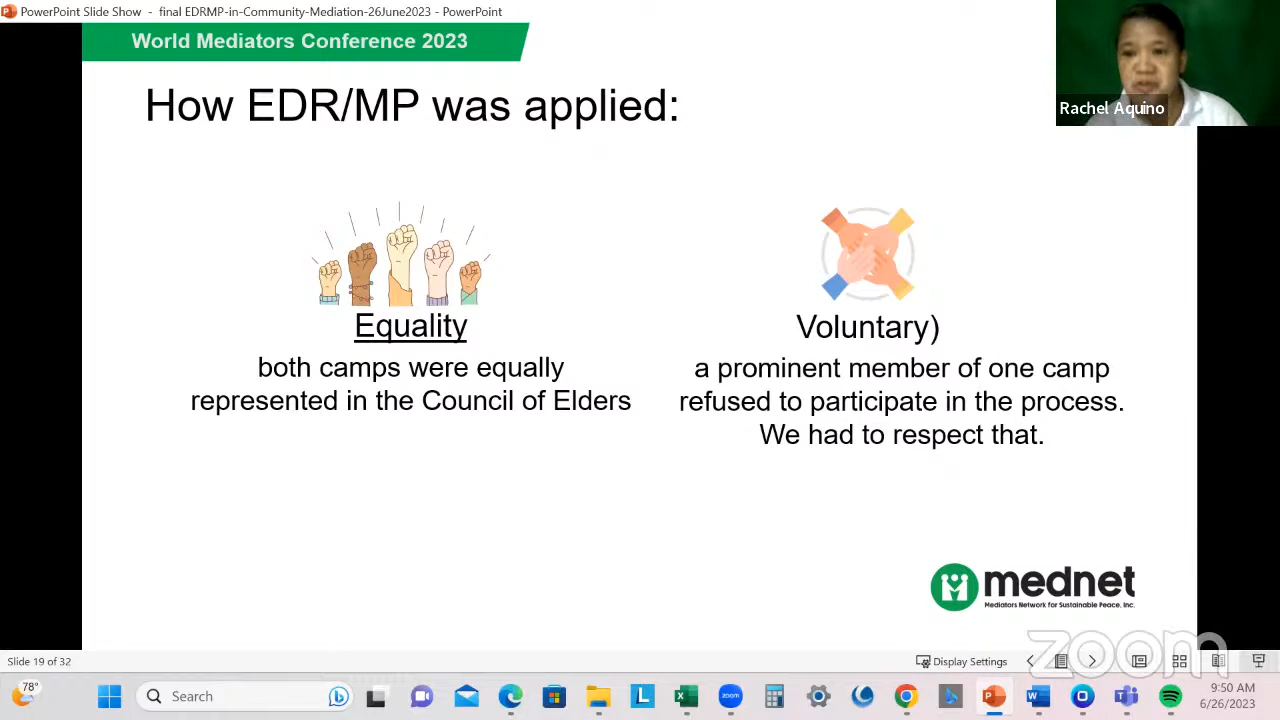 PowerPoint Slide Show - final EDRMP-in-Community-Mediation-26June2023 - PowerPoint
World Mediators Conference 2023
Rachel Aquino
How EDR/MP was applied:
Equality
both camps were equally
represented in the Council of Elders
Voluntary)
a prominent member of one camp
refused to participate in the process.
We had to respect that.
mednet
Mediators Network for Sustainable Peace, Inc.
zoom
Slide 19 of 32
Display Settings
78°
Search
zoom
9:50 AM
6/26/2023